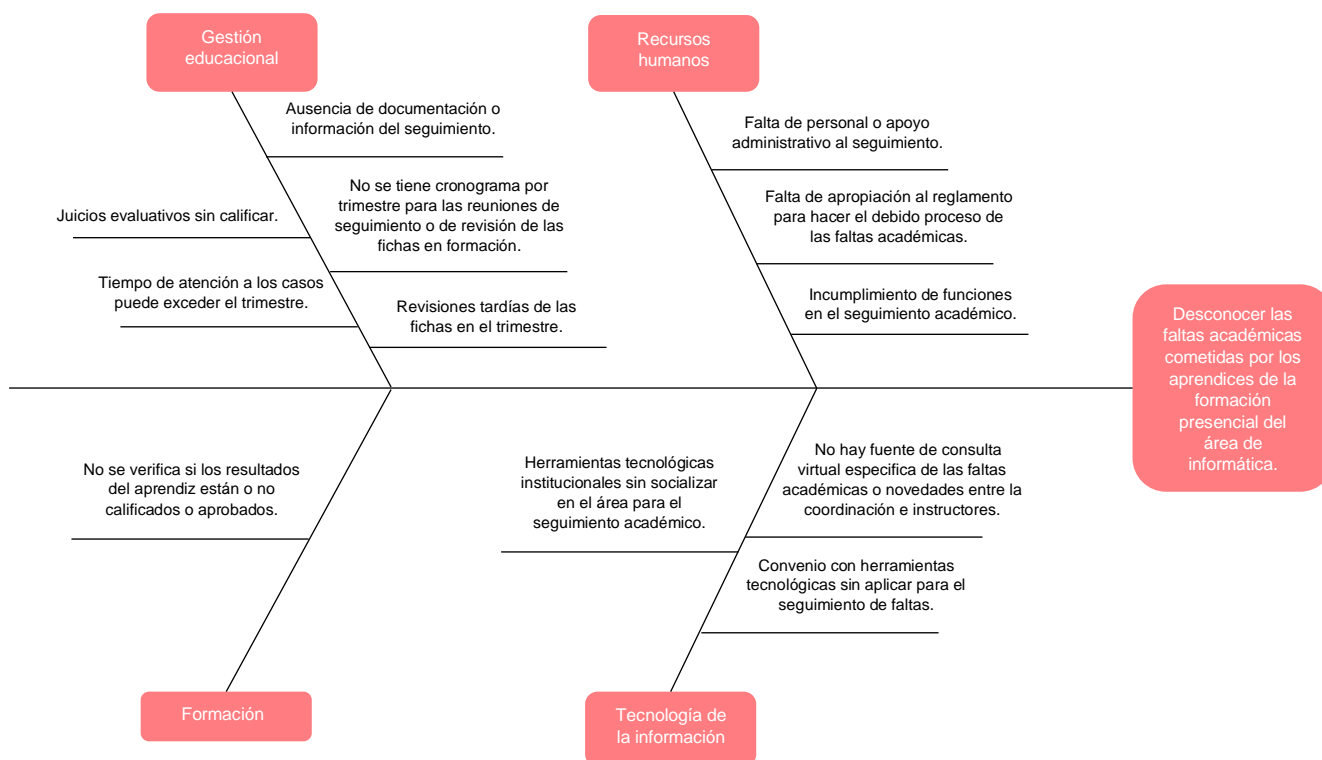 Gestión
educacional
Recursos
humanos
Ausencia de documentación o
información del seguimiento.
Falta de personal o apoyo
administrativo al seguimiento.
No se tiene cronograma por
trimestre para las reuniones de
seguimiento o de revisión de las
fichas en formación.
Juicios evaluativos sin calificar.
Falta de apropiación al reglamento
para hacer el debido proceso de
las faltas académicas.
Tiempo de atención a los casos
puede exceder el trimestre.
Revisiones tardías de las
fichas en el trimestre.
Incumplimiento de funciones
en el seguimiento académico.
Desconocer las
faltas académicas
cometidas por los
aprendices de la
formación
presencial del
área de
informática.
No se verifica si los resultados
del aprendiz están o no
calificados o aprobados.
Herramientas tecnológicas
institucionales sin socializar
en el área para el
seguimiento académico.
No hay fuente de consulta
virtual especifica de las faltas
académicas o novedades entre la
coordinación e instructores.
Convenio con herramientas
tecnológicas sin aplicar para el
seguimiento de faltas.
Formación
Tecnología de
la información